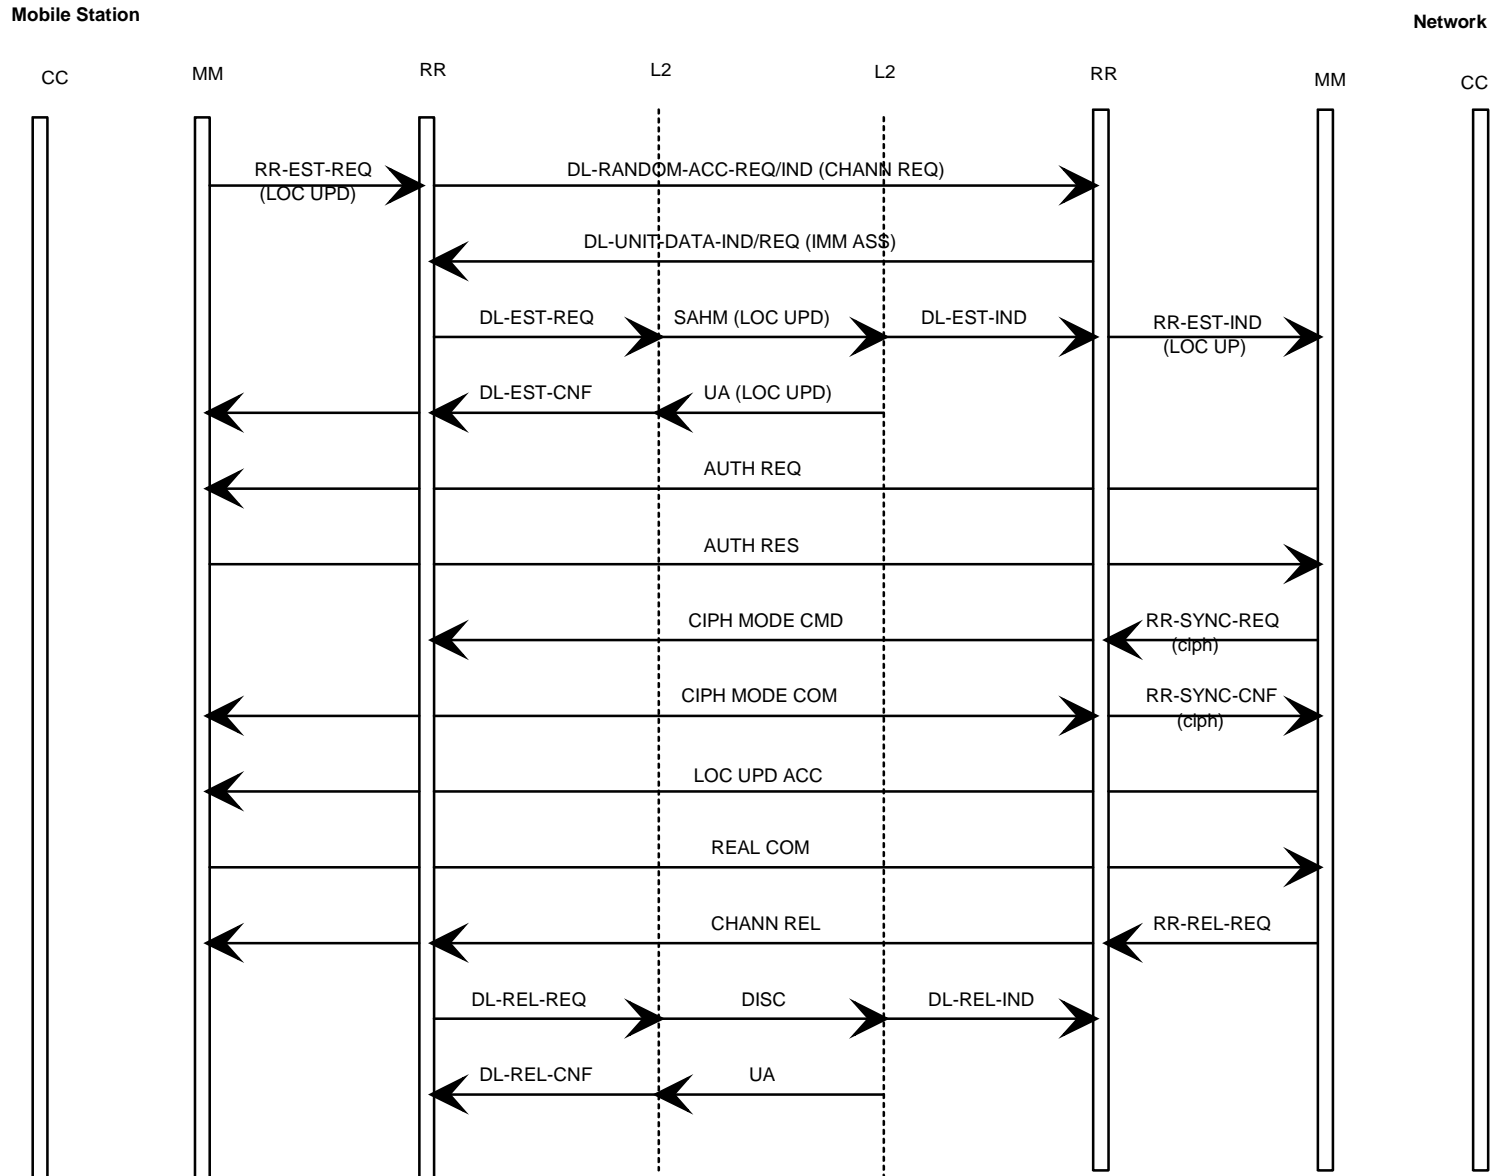 Mobile Station
Network
CC
MM
RR
L2
L2
RR
MM
CC
RR-EST-REQ
(LOC UPD)
DL-RANDOM-ACC-REQ/IND (CHANN REQ)
DL-UNIT-DATA-IND/REQ (IMM ASS)
DL-EST-REQ
SAHM (LOC UPD)
DL-EST-IND
RR-EST-IND
(LOC UP)
DL-EST-CNF
UA (LOC UPD)
AUTH REQ
AUTH RES
CIPH MODE CMD
RR-SYNC-REQ
(ciph)
CIPH MODE COM
RR-SYNC-CNF
(ciph)
LOC UPD ACC
REAL COM
CHANN REL
RR-REL-REQ
DL-REL-REQ
DISC
DL-REL-IND
DL-REL-CNF
UA